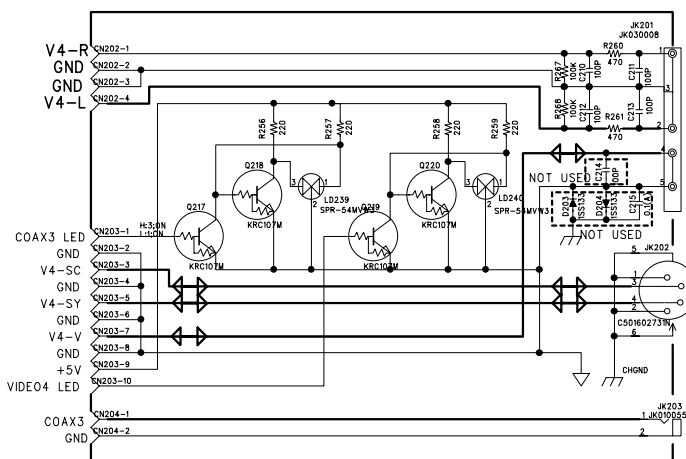 V4-R CN202-1
GND CN202-2
GND CN202-3
V4-L CN202-4
JK201
JK030008
R260
470
1
R267
100K
C210
100P
C211
100P
3
R268
100K
C212
100P
C213
100P
R261
470
2
4
5
R256
220
R257
220
R258
220
R259
220
Q218
KRC107M
3
1
2
LD239
SPR-54MVW3
Q220
KRC107M
3
1
2
LD240
SPR-54MVW3
Q217
KRC107M
Q219
KRC107M
NOT USED
C214
100P
D203
1SS133
D204
1SS133
C215
0.1(A)
NOT USED
H:3;ON
L:1;ON
COAX3 LED CN203-1
GND CN203-2
V4-SC CN203-3
GND CN203-4
V4-SY CN203-5
GND CN203-6
V4-V CN203-7
GND CN203-8
+5V CN203-9
VIDEO4 LED CN203-10
JK202
5
1
3
4
2
6
C501602731N
CHGND
COAX3 CN204-1
GND CN204-2
JK203
JK010055
1
2